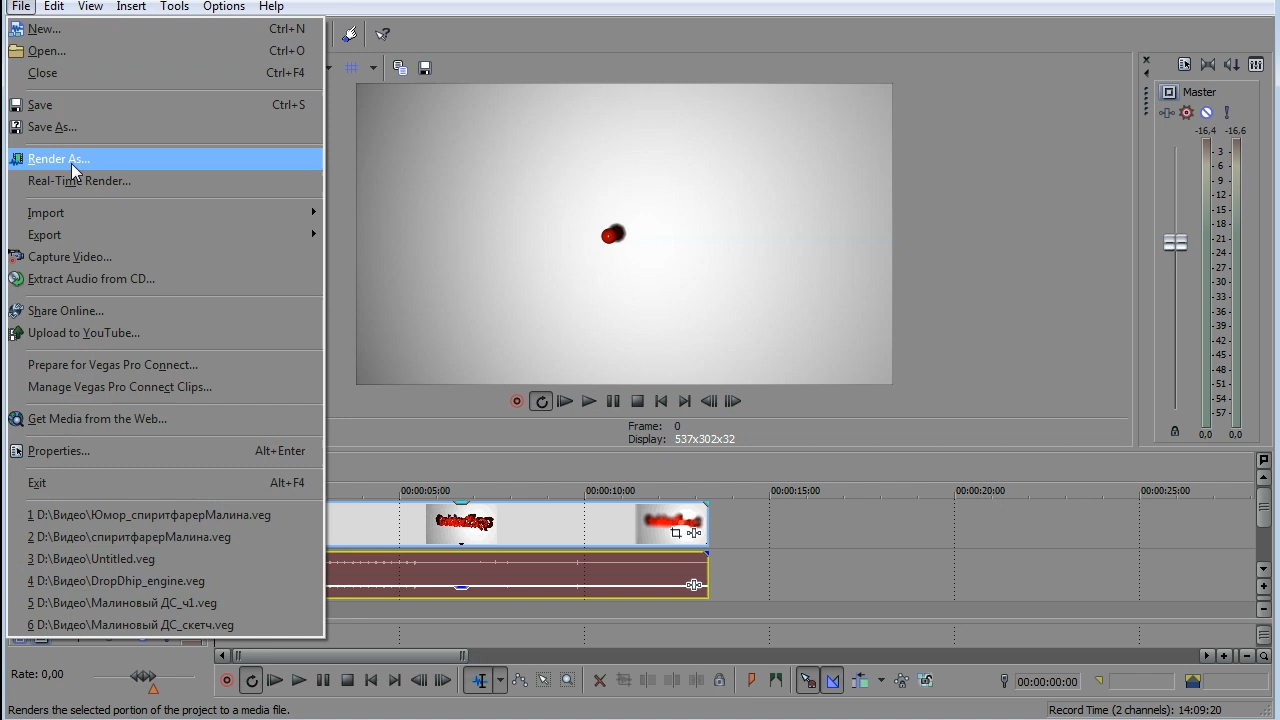 File Edit View Insert Tools Options Help
New... Ctrl+N
Open... Ctrl+O
Close Ctrl+F4
Save Ctrl+S
Save As...
Render As...
Real-Time Render...
Import
Export
Capture Video...
Extract Audio from CD...
Share Online...
Upload to YouTube...
Prepare for Vegas Pro Connect...
Manage Vegas Pro Connect Clips...
Get Media from the Web...
Properties... Alt+Enter
Exit Alt+F4
1 D:\Видео\Юмор_спиритфарерМалина.veg
2 D:\Видео\спиритфарерМалина.veg
3 D:\Видео\Untitled.veg
4 D:\Видео\DropDhip_engine.veg
5 D:\Видео\Малиновый ДС_ч1.veg
6 D:\Видео\Малиновый ДС_скетч.veg
Master
-16,4 -16,6
3
6
9
12
15
18
21
24
27
30
33
36
39
42
45
48
51
54
57
0,0 0,0
Frame: 0
Display: 537x302x32
00:00:05:00 00:00:10:00 00:00:15:00 00:00:20:00 00:00:25:00
Rate: 0,00
00:00:00:00
Renders the selected portion of the project to a media file.
Record Time (2 channels): 14:09:20